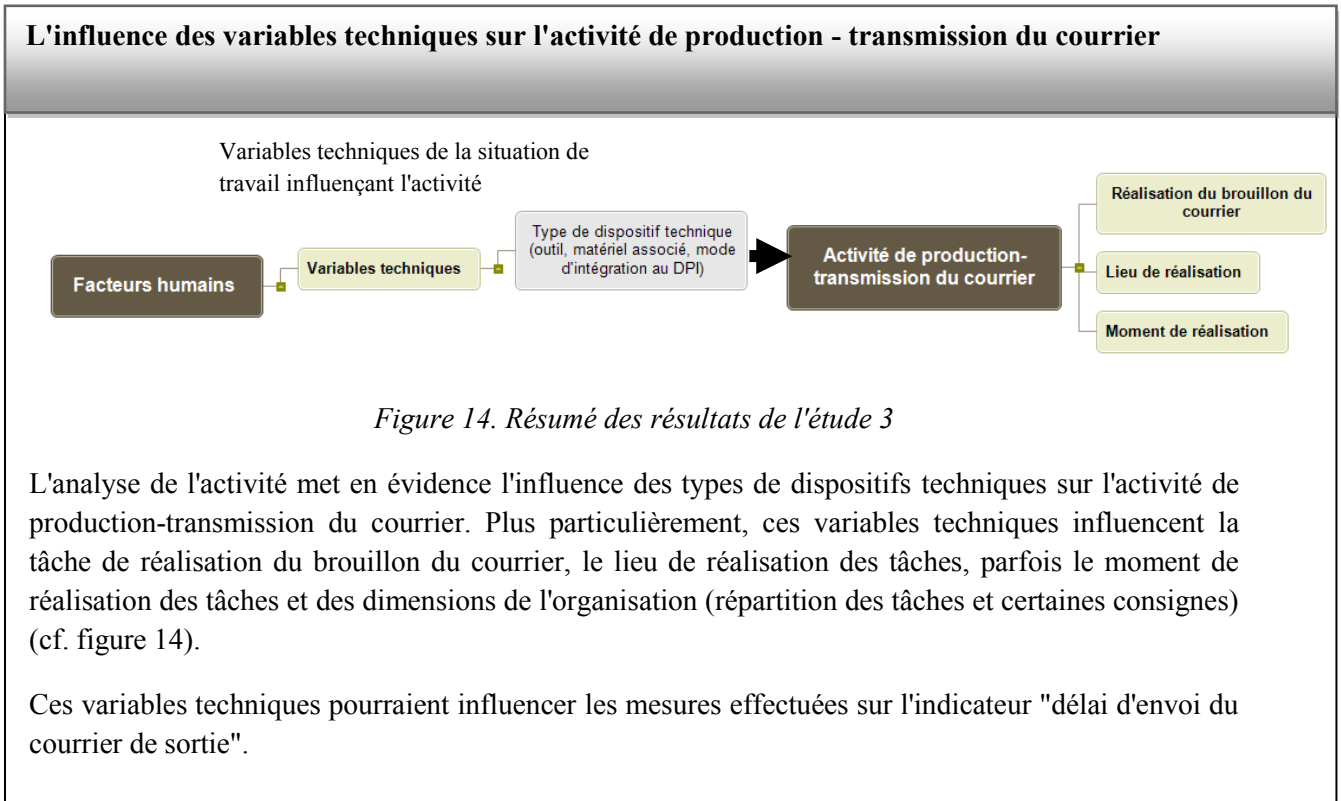 L'influence des variables techniques sur l'activité de production - transmission du courrier
Variables techniques de la situation de
travail influençant l'activité
Facteurs humains
Variables techniques
Type de dispositif technique
(outil, matériel associé, mode
d'intégration au DPI)
Activité de production-
transmission du courrier
Réalisation du brouillon du
courrier
Lieu de réalisation
Moment de réalisation
Figure 14. Résumé des résultats de l'étude 3
L'analyse de l'activité met en évidence l'influence des types de dispositifs techniques sur l'activité de
production-transmission du courrier. Plus particulièrement, ces variables techniques influencent la
tâche de réalisation du brouillon du courrier, le lieu de réalisation des tâches, parfois le moment de
réalisation des tâches et des dimensions de l'organisation (répartition des tâches et certaines consignes)
(cf. figure 14).
Ces variables techniques pourraient influencer les mesures effectuées sur l'indicateur "délai d'envoi du
courrier de sortie".